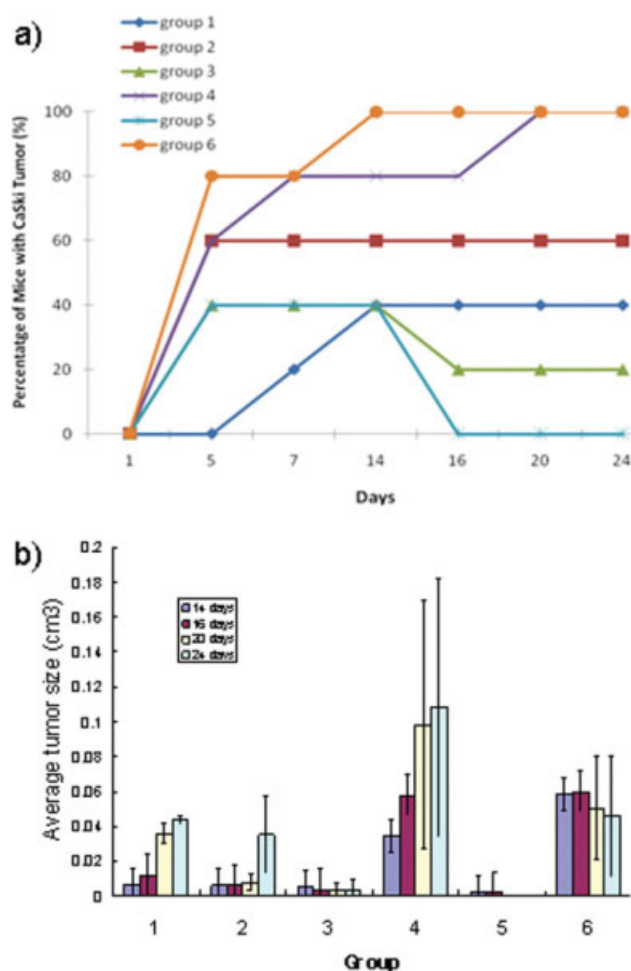 a)
group 1
group 2
group 3
group 4
group 5
group 6
Percentatge of Mice with CaSki Tumor (%)
100
80
60
40
20
0
1 5 7 14 16 20 24
Days
b)
Average tumor size (cm3)
0.2
0.18
0.16
0.14
0.12
0.1
0.08
0.06
0.04
0.02
0
14 days
16 days
20 days
24 days
1 2 3 4 5 6
Group